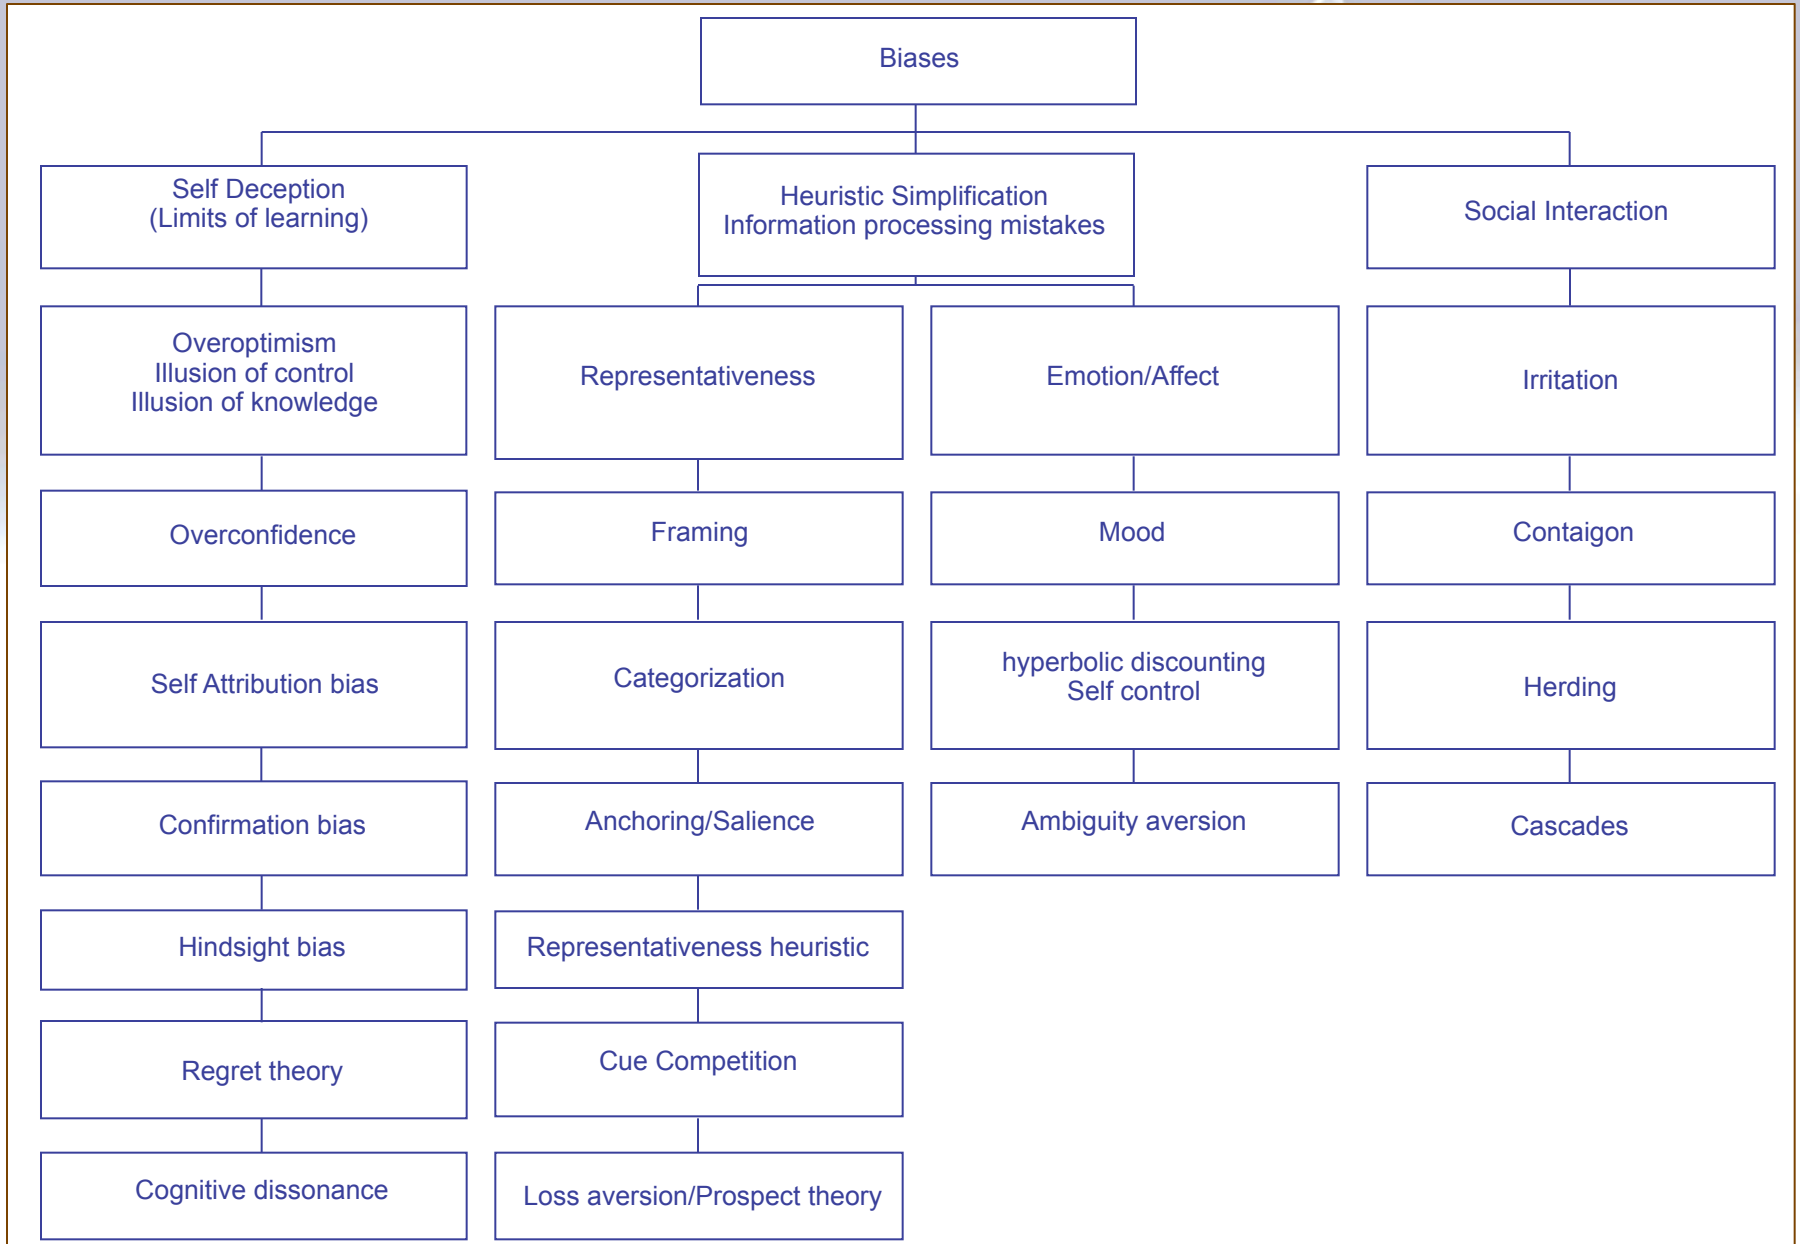 Biases
Self Deception
(Limits of learning)
Heuristic Simplification
Information processing mistakes
Social Interaction
Overoptimism
Illusion of control
Illusion of knowledge
Representativeness
Emotion/Affect
Irritation
Overconfidence
Framing
Mood
Contaigon
Self Attribution bias
Categorization
hyperbolic discounting
Self control
Herding
Confirmation bias
Anchoring/Salience
Ambiguity aversion
Cascades
Hindsight bias
Representativeness heuristic
Regret theory
Cue Competition
Cognitive dissonance
Loss aversion/Prospect theory